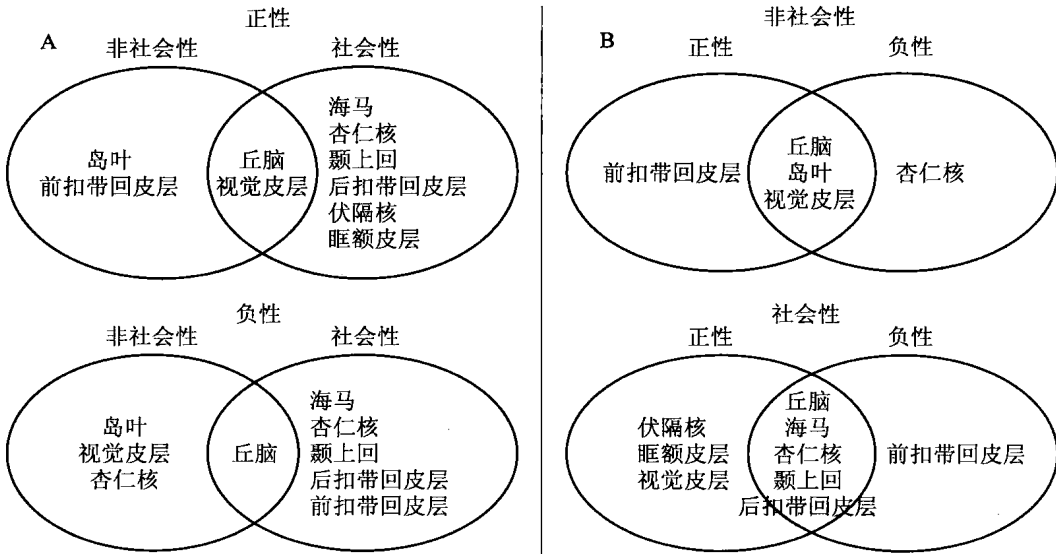 正性
A
非社会性
社会性
岛叶
前扣带回皮层
丘脑
视觉皮层
海马
杏仁核
颞上回
后扣带回皮层
伏隔核
眶额皮层
负性
非社会性
社会性
岛叶
视觉皮层
杏仁核
丘脑
海马
杏仁核
颞上回
后扣带回皮层
前扣带回皮层
非社会性
B
正性
负性
前扣带回皮层
丘脑
岛叶
视觉皮层
杏仁核
社会性
正性
负性
伏隔核
眶额皮层
视觉皮层
丘脑
海马
杏仁核
颞上回
后扣带回皮层
前扣带回皮层